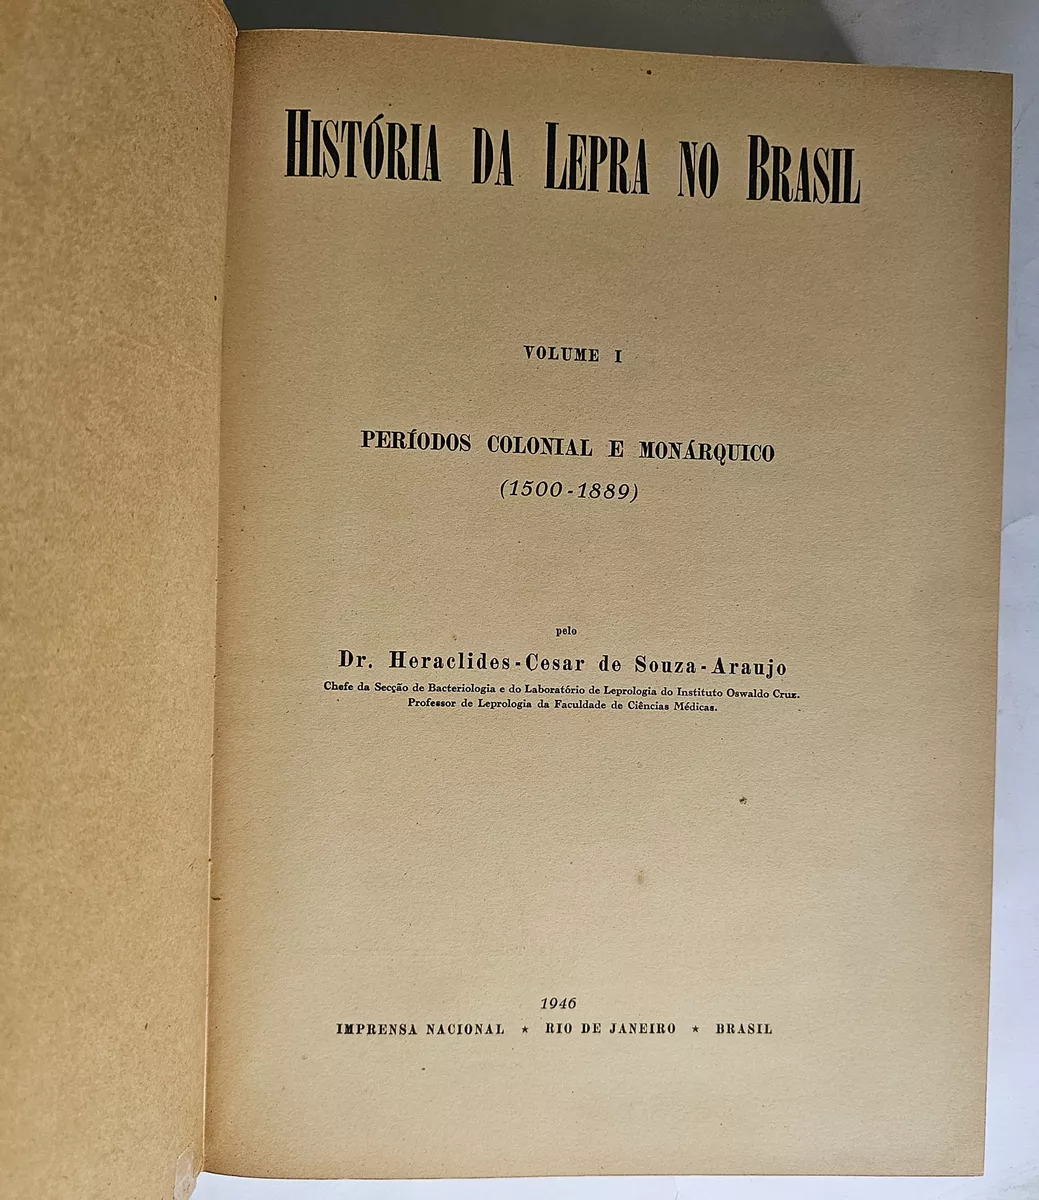 HISTÓRIA DA LEPRA NO BRASIL
VOLUME I
PERÍODOS COLONIAL E MONÁRQUICO
(1500-1889)
pelo
Dr. Heraclides-Cesar de Souza-Araujo
Chefe da Secção de Bacteriologia e do Laboratório de Leprologia do Instituto Oswaldo Cruz.
Professor de Leprologia da Faculdade de Ciências Médicas.
1946
IMPRENSA NACIONAL ★ RIO DE JANEIRO ★ BRASIL